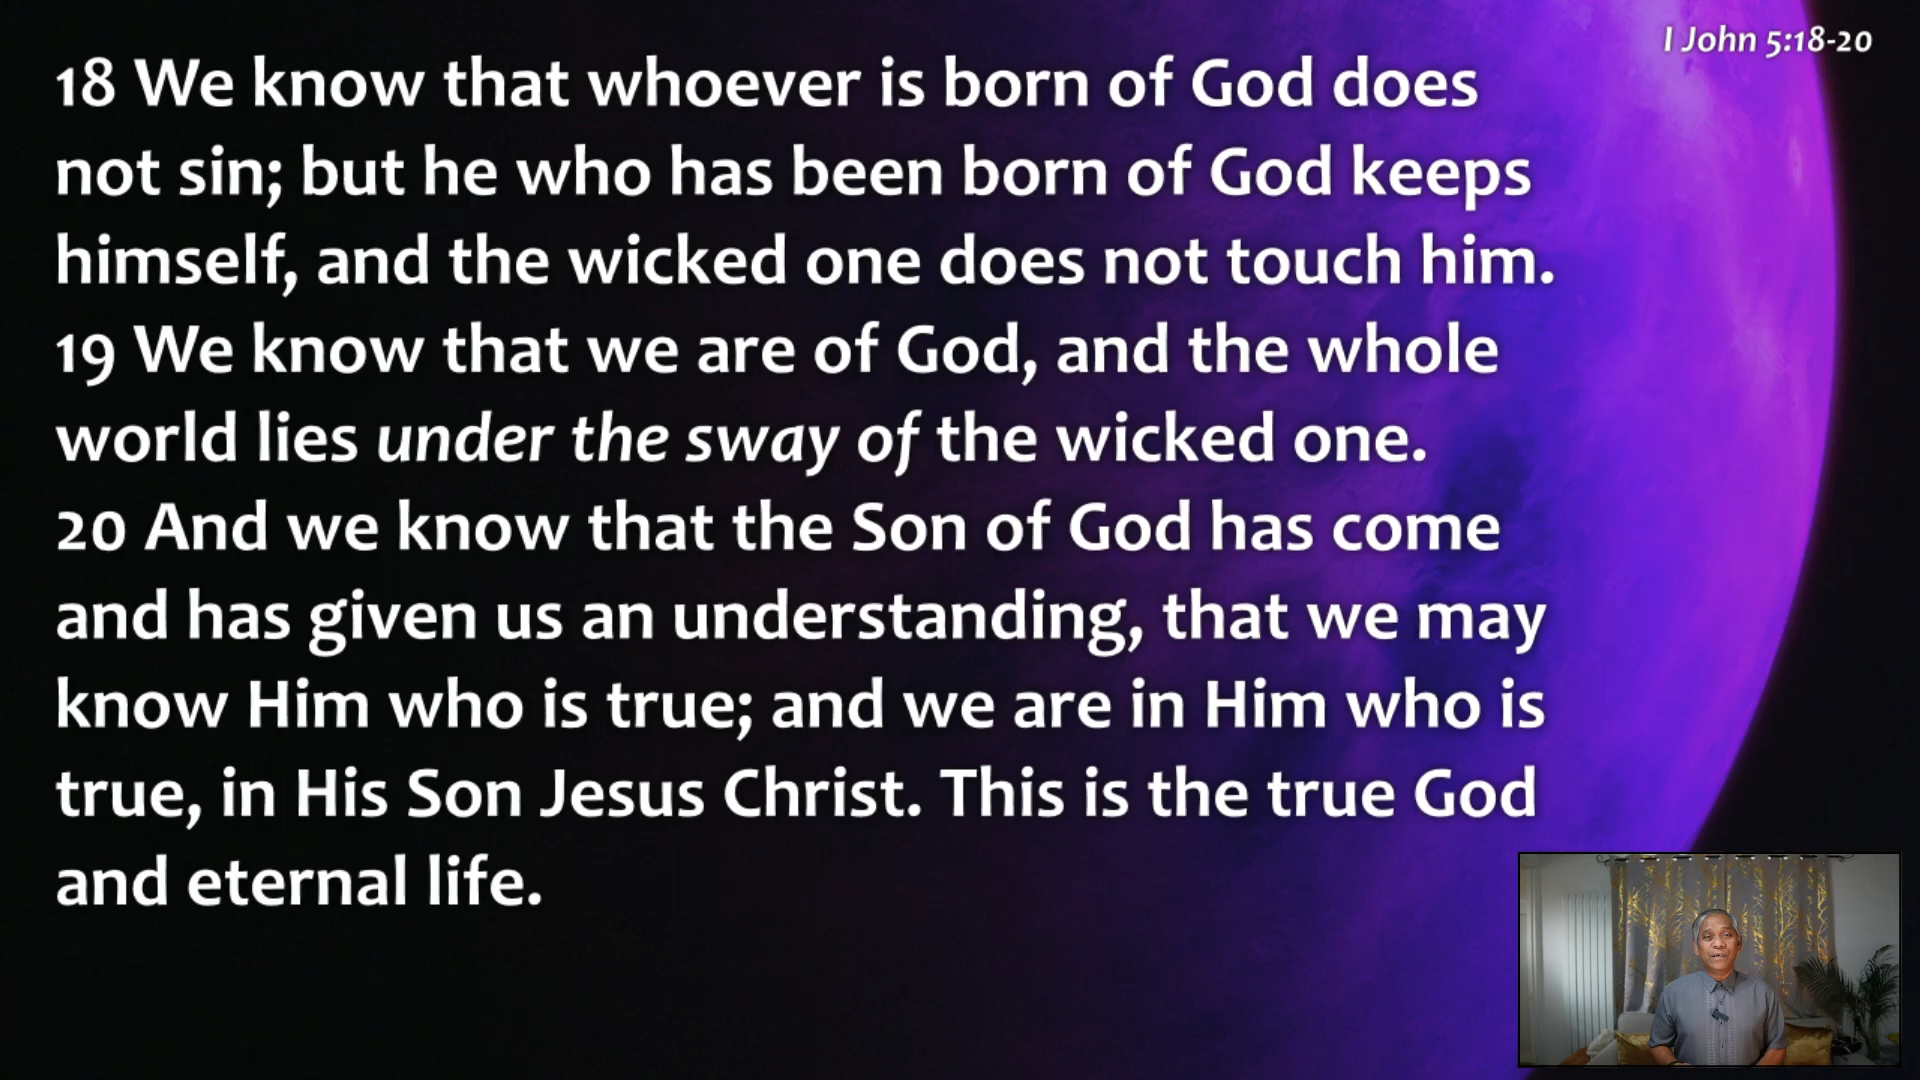 I John 5:18-20
18 We know that whoever is born of God does
not sin; but he who has been born of God keeps
himself, and the wicked one does not touch him.
19 We know that we are of God, and the whole
world lies under the sway of the wicked one.
20 And we know that the Son of God has come
and has given us an understanding, that we may
know Him who is true; and we are in Him who is
true, in His Son Jesus Christ. This is the true God
and eternal life.